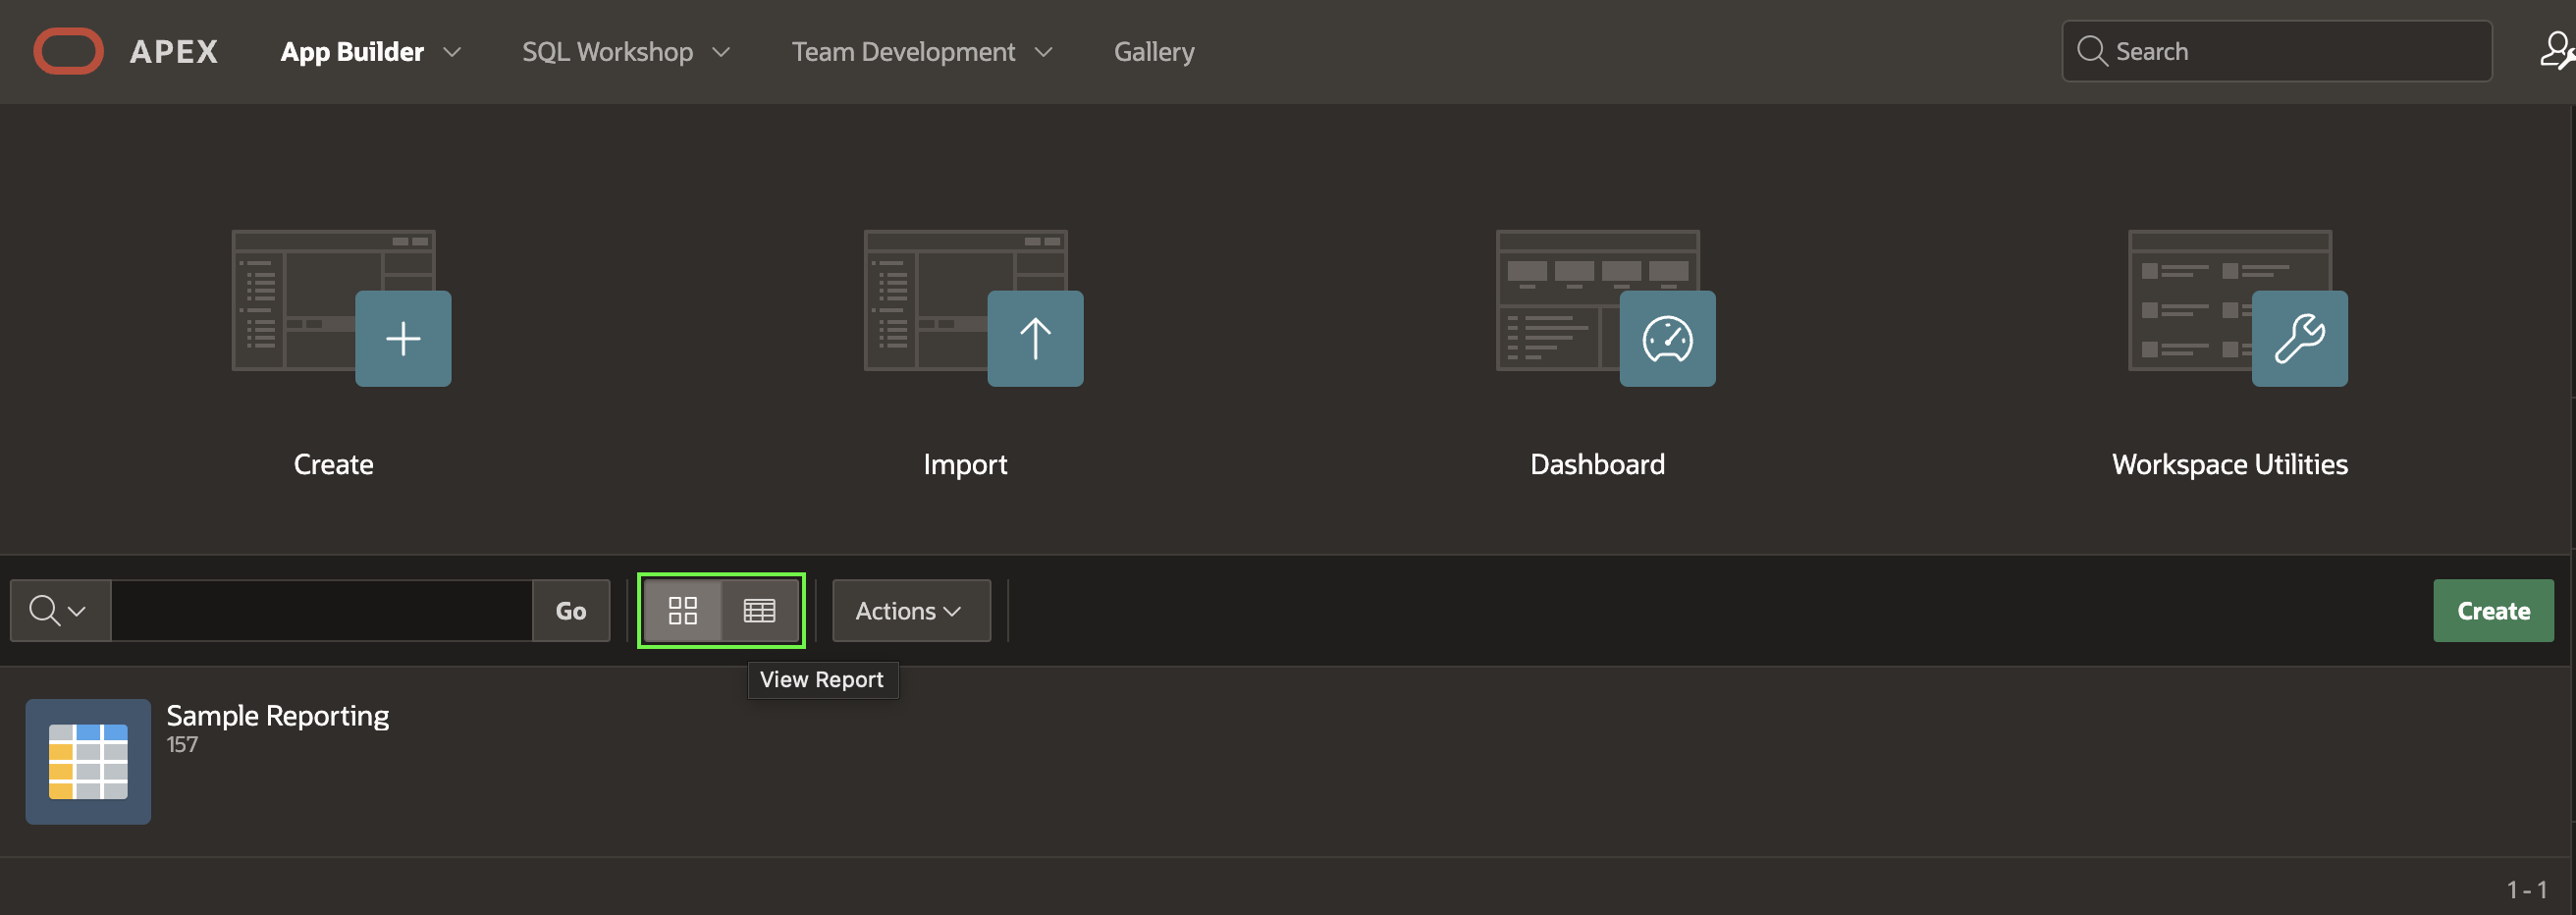 APEX App Builder SQL Workshop Team Development Gallery Search
Create Import Dashboard Workspace Utilities
Go Actions Create
View Report
Sample Reporting
157
1 - 1